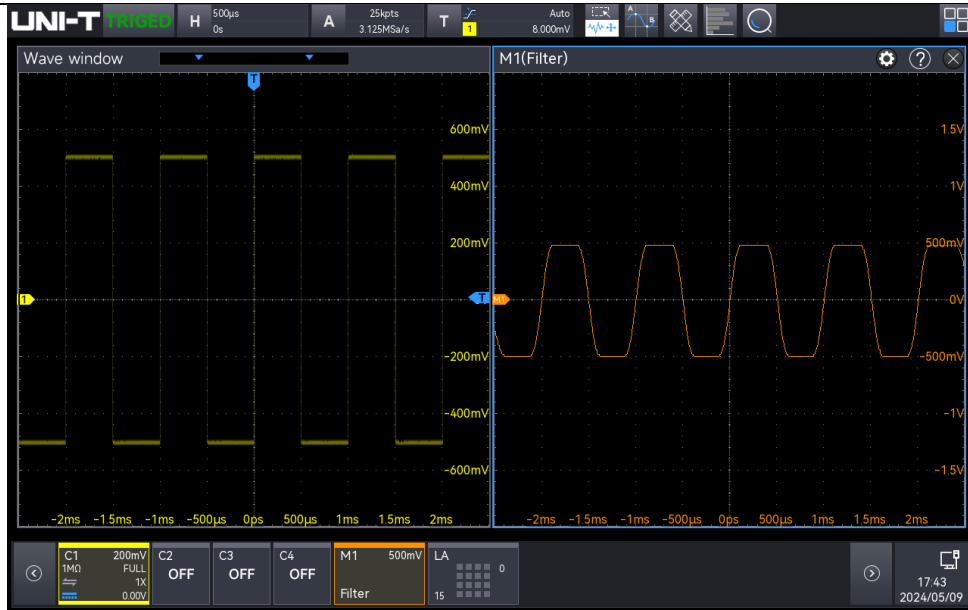 UNI-T TRIGED H 500µs 0s A 25kpts 3.125MSa/s T 1 Auto 8.000mV A B
Wave window
T
600mV
400mV
200mV
1 T
-200mV
-400mV
-600mV
-2ms -1.5ms -1ms -500µs 0ps 500µs 1ms 1.5ms 2ms
M1(Filter) ?
1.5V
1V
500mV
M1 0V
-500mV
-1V
-1.5V
-2ms -1.5ms -1ms -500µs 0ps 500µs 1ms 1.5ms 2ms
C1 200mV
1MΩ FULL
1X
0.00V
C2
OFF
C3
OFF
C4
OFF
M1 500mV
Filter
LA
0
15
17:43
2024/05/09